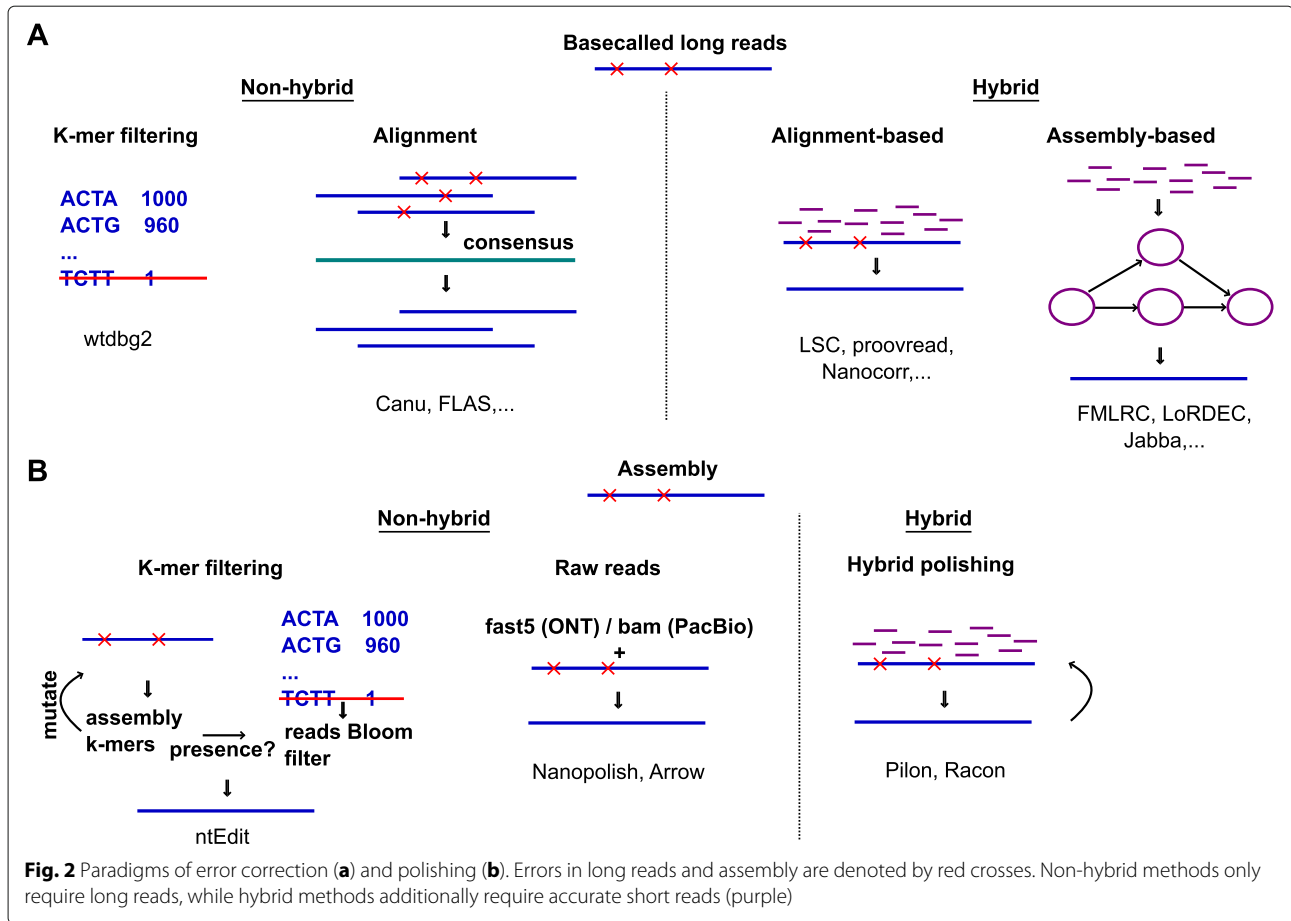 A
Basecalled long reads
Non-hybrid
Hybrid
K-mer filtering
Alignment
Alignment-based
Assembly-based
ACTA 1000
ACTG 960
...
TCTT 1
wtdbg2
consensus
Canu, FLAS,...
LSC, proovread,
Nanocorr,...
FMLRC, LoRDEC,
Jabba,...
B
Assembly
Non-hybrid
Hybrid
K-mer filtering
Raw reads
Hybrid polishing
mutate
assembly
k-mers
presence?
ACTA 1000
ACTG 960
...
TCTT 1
reads Bloom
filter
ntEdit
fast5 (ONT) / bam (PacBio)
+
Nanopolish, Arrow
Pilon, Racon
Fig. 2 Paradigms of error correction (a) and polishing (b). Errors in long reads and assembly are denoted by red crosses. Non-hybrid methods only
require long reads, while hybrid methods additionally require accurate short reads (purple)